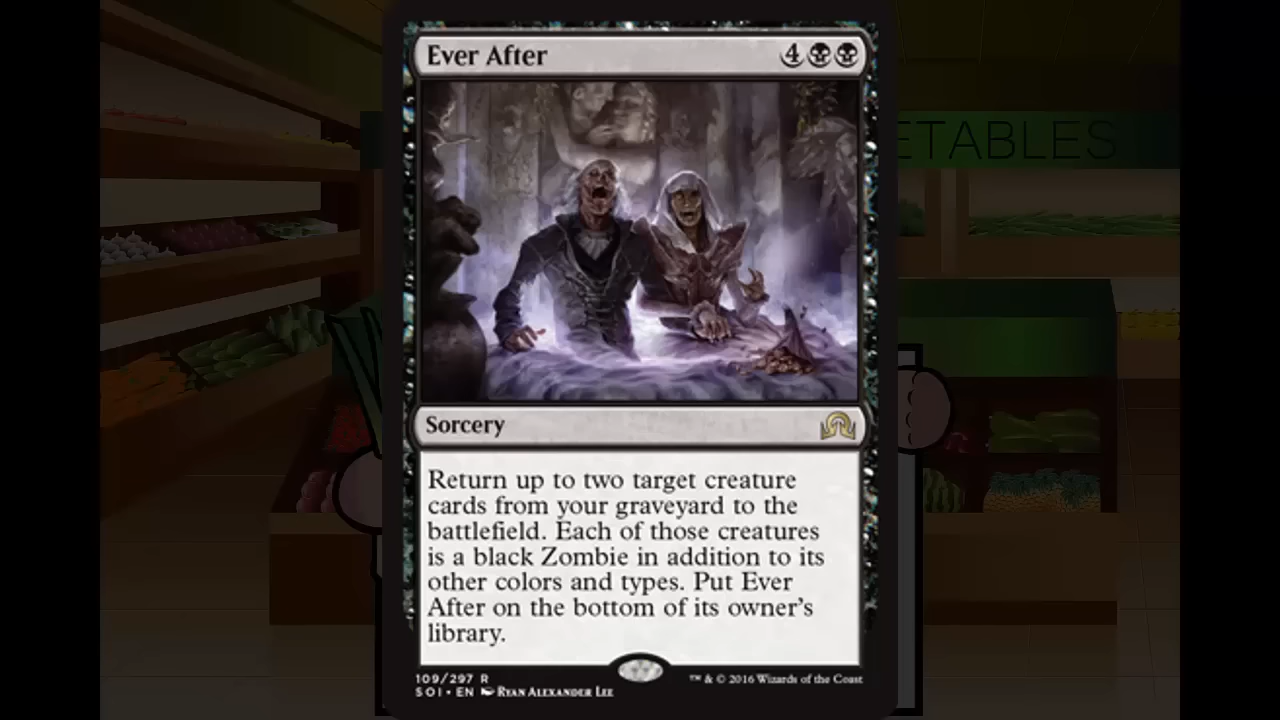 Ever After 4
ETABLES
Sorcery
Return up to two target creature
cards from your graveyard to the
battlefield. Each of those creatures
is a black Zombie in addition to its
other colors and types. Put Ever
After on the bottom of its owner's
library.
109/297 R
SOI • EN Ryan Alexander Lee
™ & © 2016 Wizards of the Coast